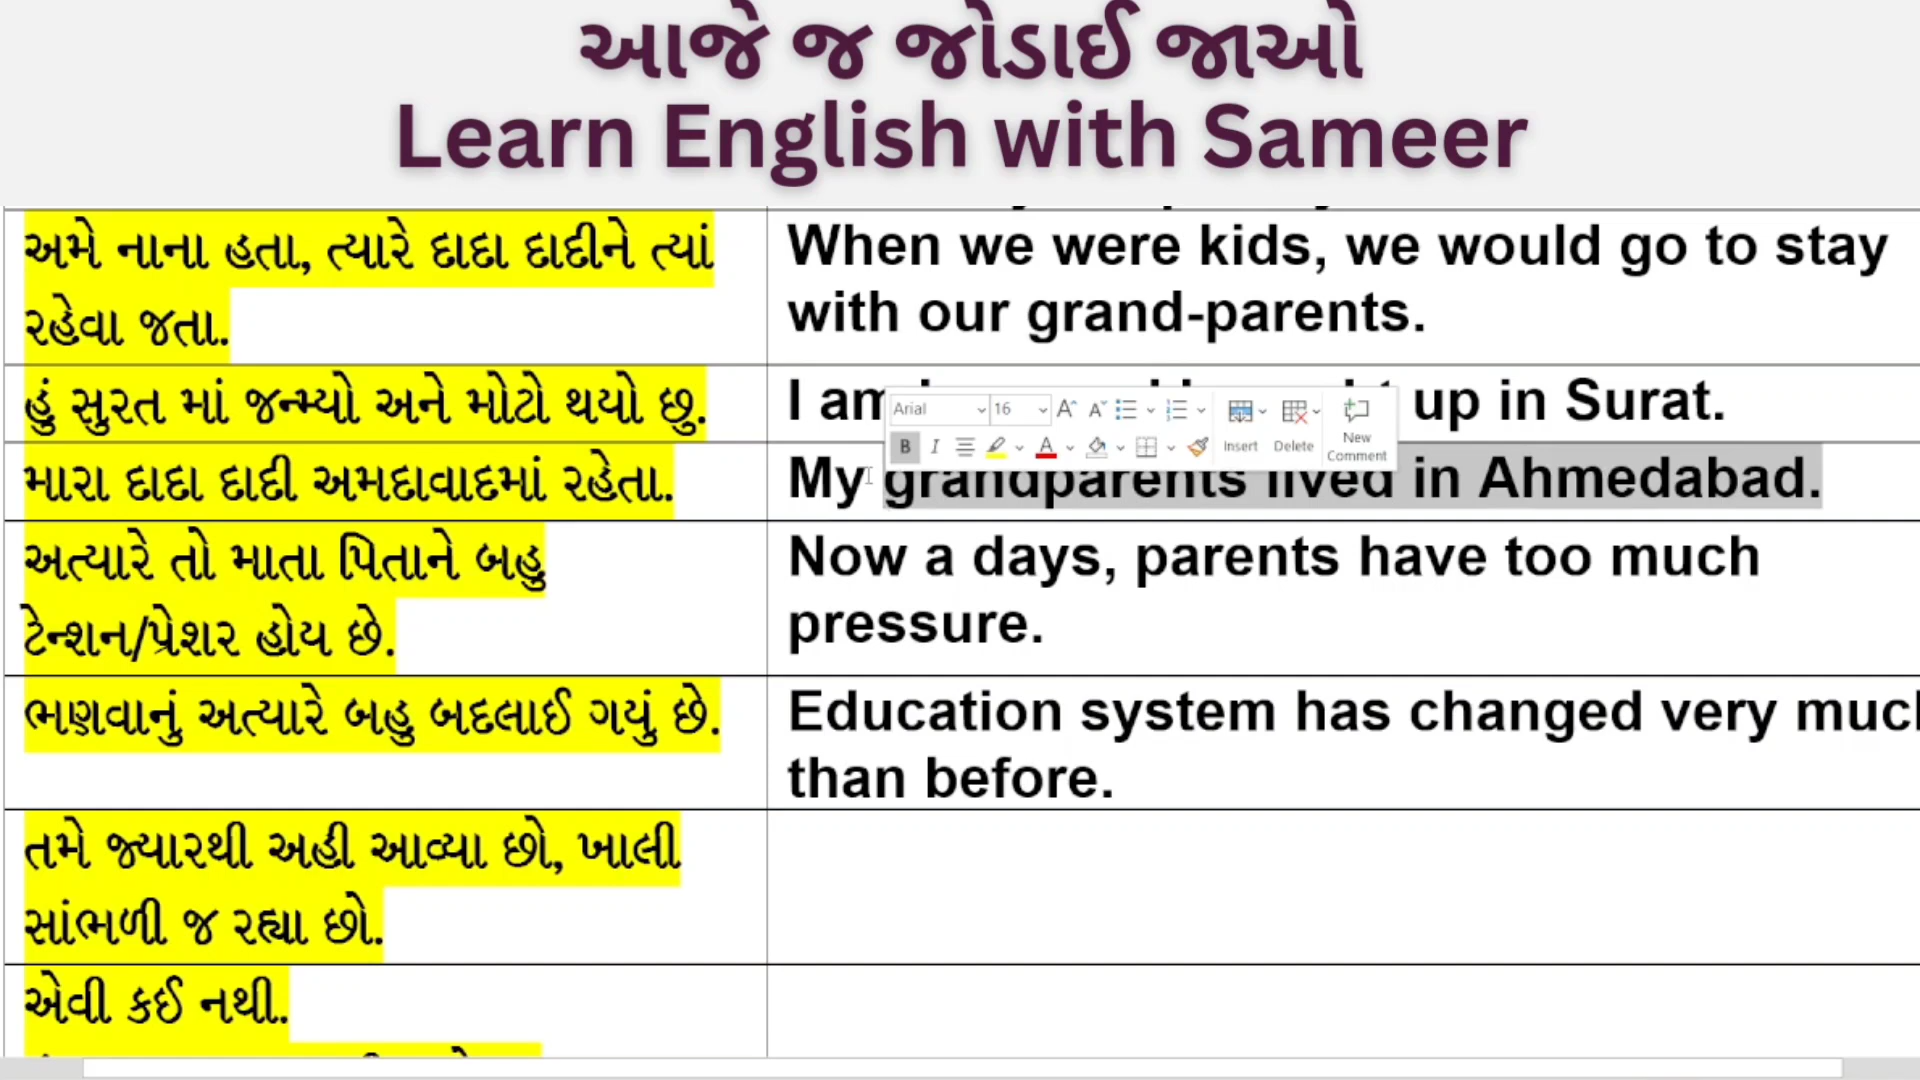 આજે જ જોડાઈ જાઓ
Learn English with Sameer
અમે નાના હતા, ત્યારે દાદા દાદીને ત્યાં
રહેવા જતા.
When we were kids, we would go to stay
with our grand-parents.
હું સુરત માં જન્મ્યો અને મોટો થયો છુ.
I am up in Surat.
Arial 16
B I Insert Delete New
Comment
મારા દાદા દાદી અમદાવાદમાં રહેતા.
My grandparents lived in Ahmedabad.
અત્યારે તો માતા પિતાને બહુ
ટેન્શન/પ્રેશર હોય છે.
Now a days, parents have too much
pressure.
ભણવાનું અત્યારે બહુ બદલાઈ ગયું છે.
Education system has changed very much
than before.
તમે જ્યારથી અહી આવ્યા છો, ખાલી
સાંભળી જ રહ્યા છો.
એવી કઈ નથી.